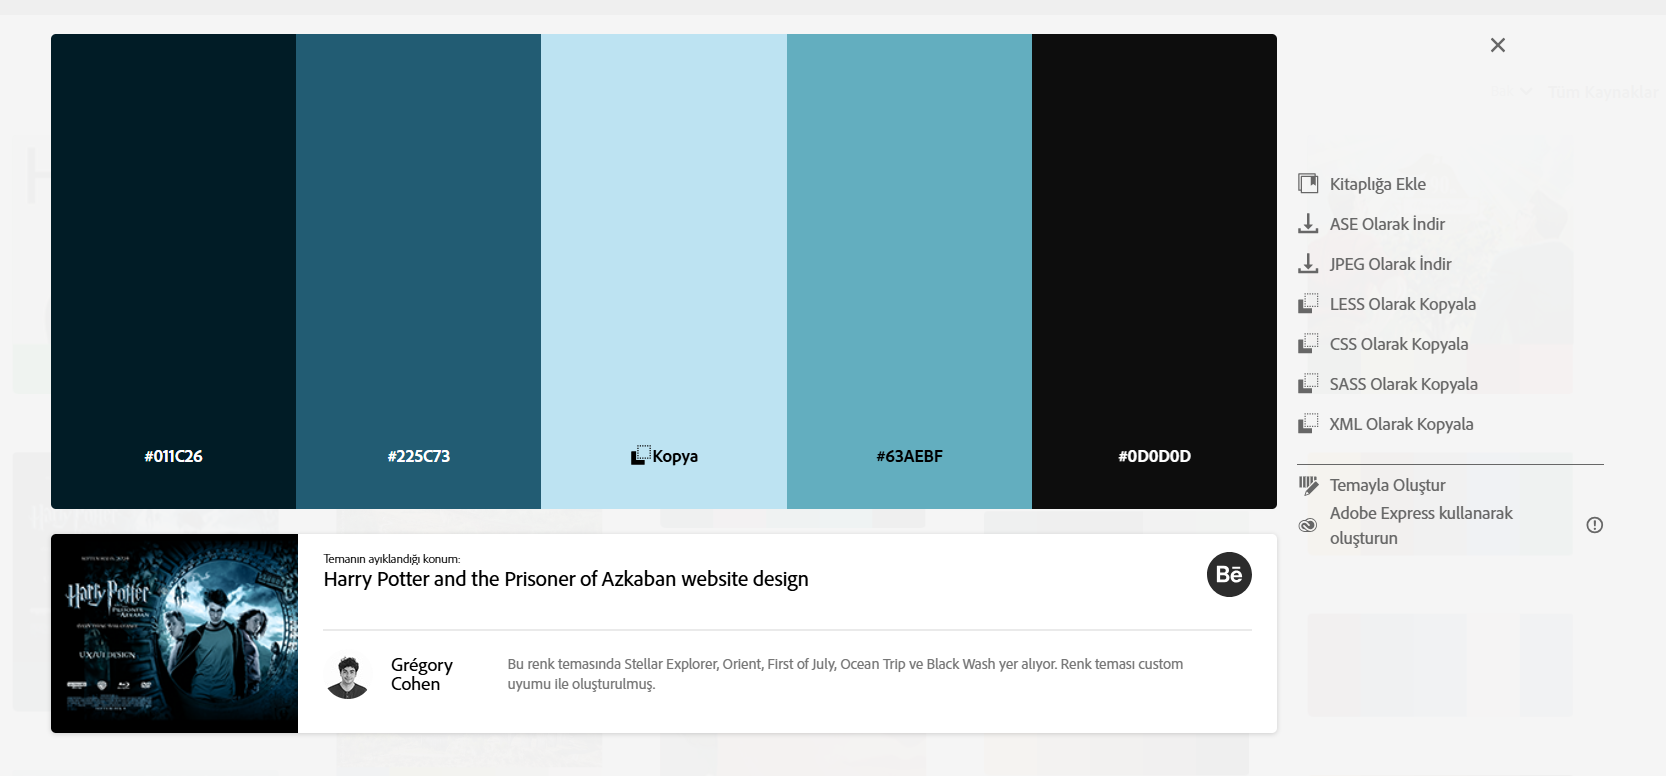 Tüm Kaynaklar
#011C26
#225C73
Kopya
#63AEBF
#0D0D0D
Kitaplığa Ekle
ASE Olarak İndir
JPEG Olarak İndir
LESS Olarak Kopyala
CSS Olarak Kopyala
SASS Olarak Kopyala
XML Olarak Kopyala
Temayla Oluştur
Adobe Express kullanarak
oluşturun
Harry Potter
UX/UI DESIGN
Temanın ayıklandığı konum:
Harry Potter and the Prisoner of Azkaban website design
Bē
Grégory
Cohen
Bu renk temasında Stellar Explorer, Orient, First of July, Ocean Trip ve Black Wash yer alıyor. Renk teması custom
uyumu ile oluşturulmuş.